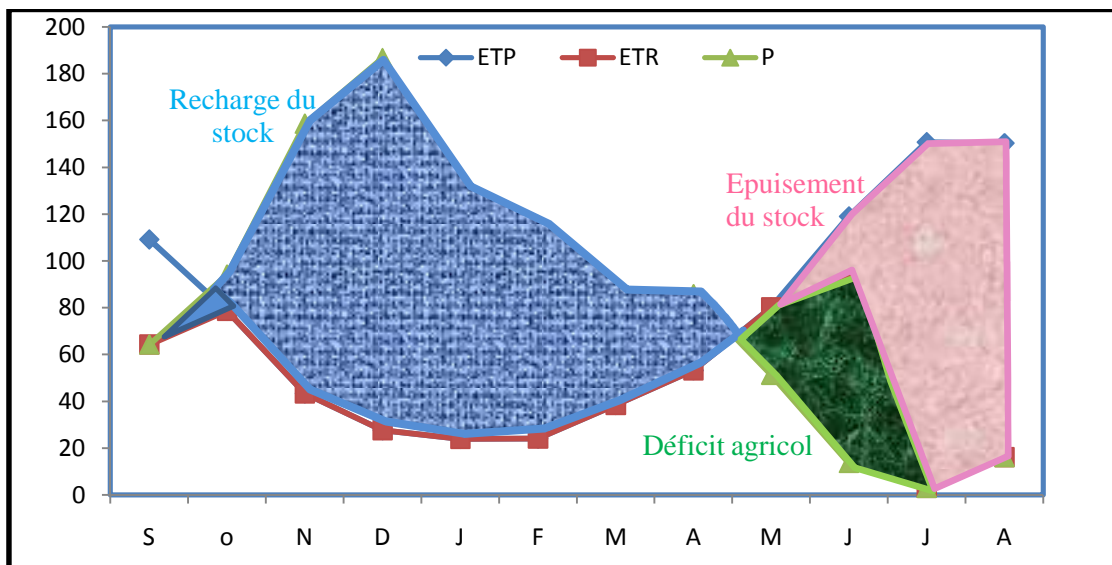 200
180
160
140
120
100
80
60
40
20
0
ETP ETR P
Recharge du
stock
Epuisement
du stock
Déficit agricol
S o N D J F M A M J J A